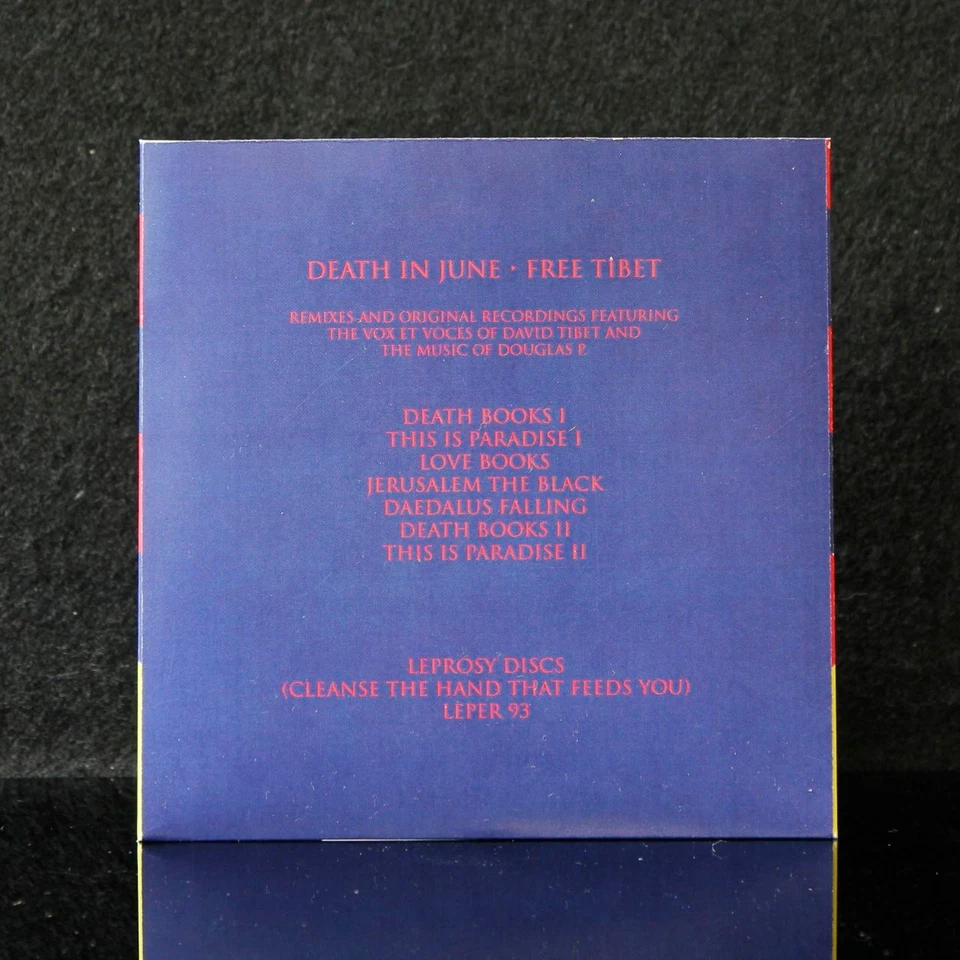 DEATH IN JUNE · FREE TIBET
REMIXES AND ORIGINAL RECORDINGS FEATURING
THE VOX ET VOCES OF DAVID TIBET AND
THE MUSIC OF DOUGLAS P.
DEATH BOOKS I
THIS IS PARADISE I
LOVE BOOKS
JERUSALEM THE BLACK
DAEDALUS FALLING
DEATH BOOKS II
THIS IS PARADISE II
LEPROSY DISCS
(CLEANSE THE HAND THAT FEEDS YOU)
LEPER 93